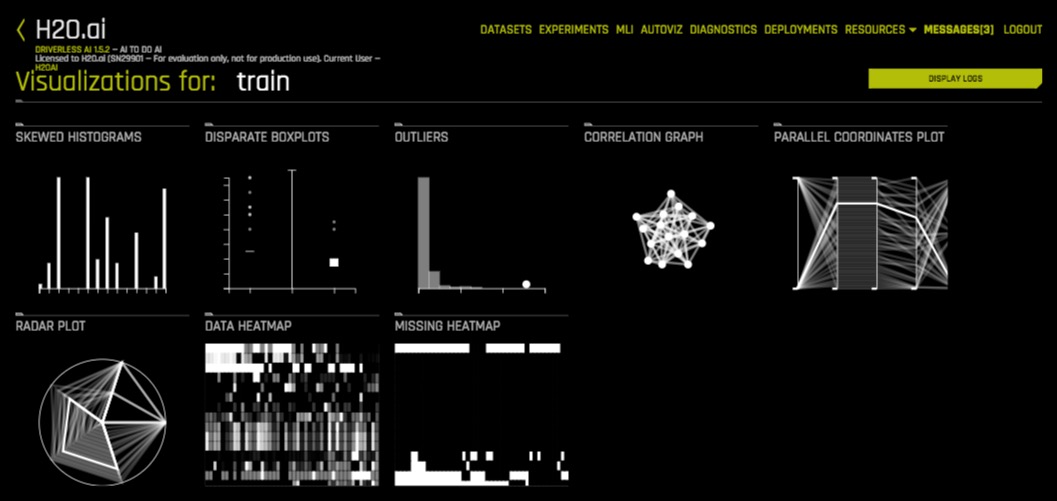 H2O.ai
DATASETS EXPERIMENTS MLI AUTOVIZ DIAGNOSTICS DEPLOYMENTS RESOURCES MESSAGES[3] LOGOUT
DRIVERLESS AI 1.5.2 – AI TO DO AI
Licensed to H2O.ai (SN29901 – For evaluation only, not for production use). Current User –
H2OAI
Visualizations for: train
DISPLAY LOGS
SKEWED HISTOGRAMS
DISPARATE BOXPLOTS
OUTLIERS
CORRELATION GRAPH
PARALLEL COORDINATES PLOT
RADAR PLOT
DATA HEATMAP
MISSING HEATMAP